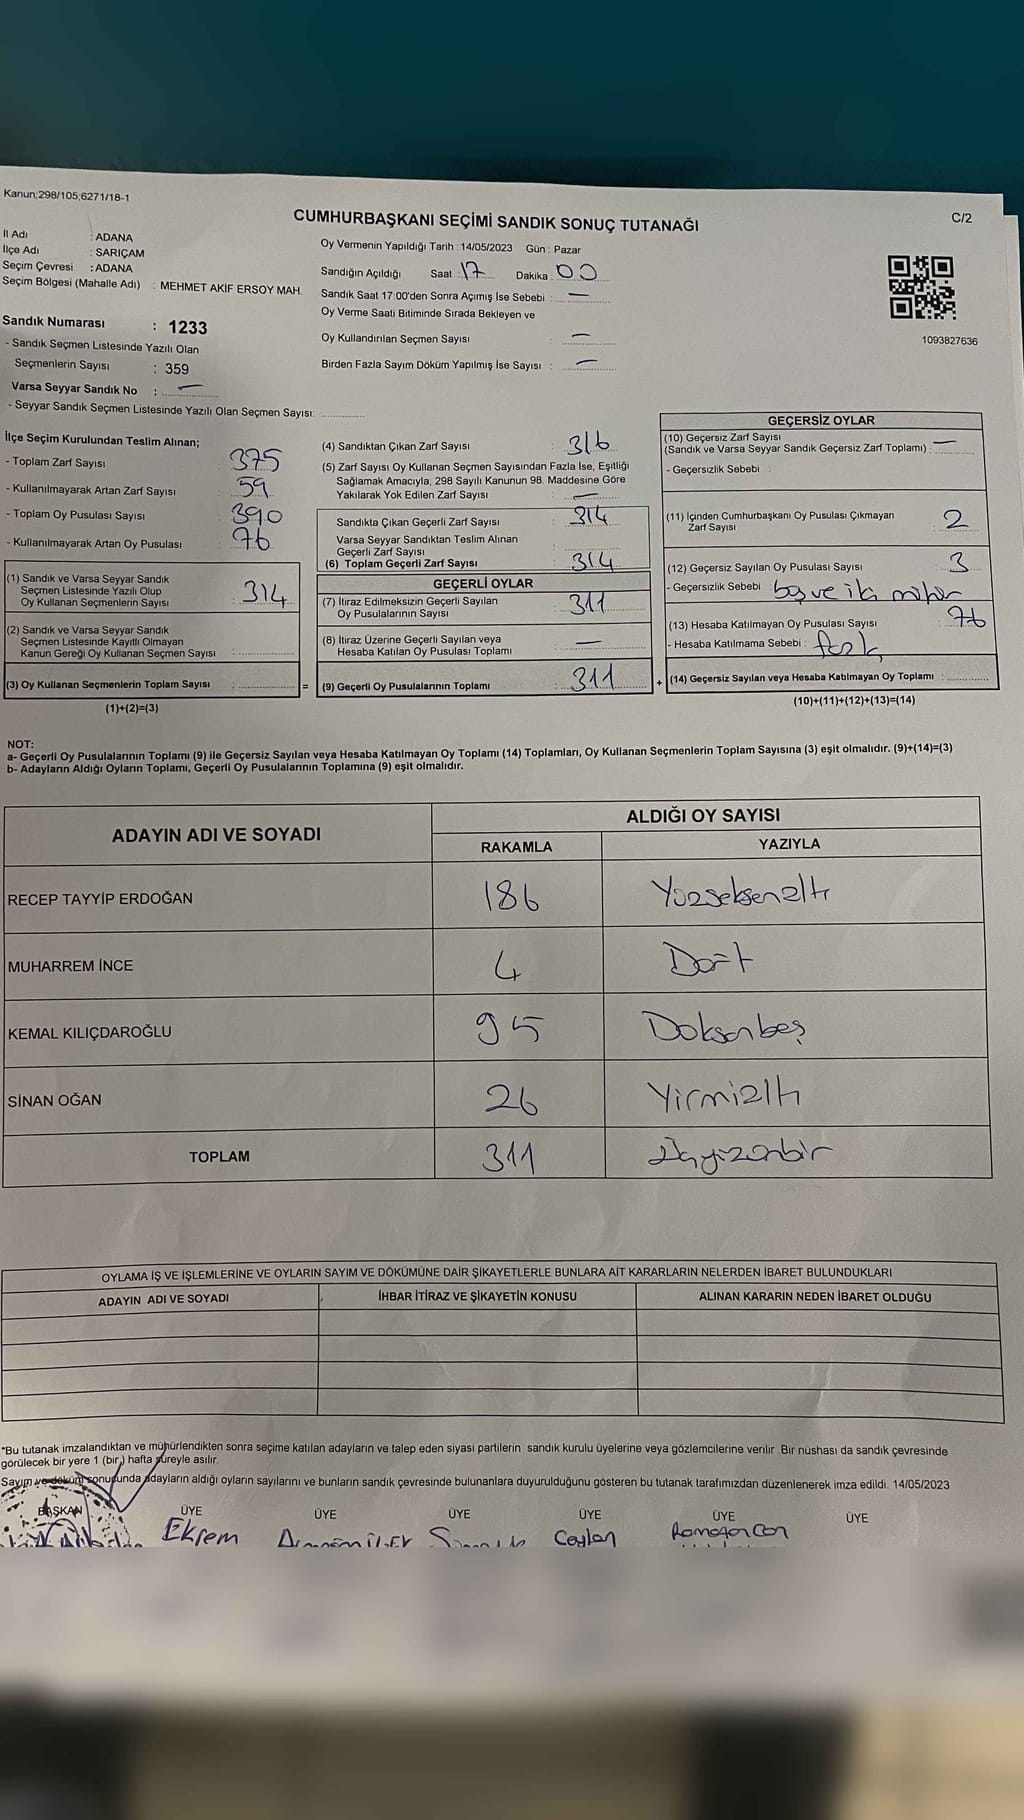 Kanun;298/105;6271/18-1
C/2
CUMHURBAŞKANI SEÇİMİ SANDIK SONUÇ TUTANAĞI
İl Adı : ADANA
İlçe Adı : SARIÇAM
Seçim Çevresi : ADANA
Seçim Bölgesi (Mahalle Adı) : MEHMET AKİF ERSOY MAH.
Oy Vermenin Yapıldığı Tarih : 14/05/2023 Gün : Pazar
Sandığın Açıldığı Saat : 17 Dakika : 00
Sandık Saat 17:00'den Sonra Açımış İse Sebebi : —
Oy Verme Saati Bitiminde Sırada Bekleyen ve
Oy Kullandırılan Seçmen Sayısı : —
Birden Fazla Sayım Döküm Yapılmış İse Sayısı : —
1093827636
Sandık Numarası : 1233
- Sandık Seçmen Listesinde Yazılı Olan
Seçmenlerin Sayısı : 359
Varsa Seyyar Sandık No : —
- Seyyar Sandık Seçmen Listesinde Yazılı Olan Seçmen Sayısı:
İlçe Seçim Kurulundan Teslim Alınan;
- Toplam Zarf Sayısı : 375
- Kullanılmayarak Artan Zarf Sayısı : 59
- Toplam Oy Pusulası Sayısı : 390
- Kullanılmayarak Artan Oy Pusulası : 76
(1) Sandık ve Varsa Seyyar Sandık
Seçmen Listesinde Yazılı Olup
Oy Kullanan Seçmenlerin Sayısı : 314
(2) Sandık ve Varsa Seyyar Sandık
Seçmen Listesinde Kayıtlı Olmayan
Kanun Gereği Oy Kullanan Seçmen Sayısı :
(3) Oy Kullanan Seçmenlerin Toplam Sayısı : =
(1)+(2)=(3)
(4) Sandıktan Çıkan Zarf Sayısı : 316
(5) Zarf Sayısı Oy Kullanan Seçmen Sayısından Fazla İse, Eşitliği
Sağlamak Amacıyla, 298 Sayılı Kanunun 98. Maddesine Göre
Yakılarak Yok Edilen Zarf Sayısı : —
Sandıkta Çıkan Geçerli Zarf Sayısı : 314
Varsa Seyyar Sandıktan Teslim Alınan
Geçerli Zarf Sayısı :
(6) Toplam Geçerli Zarf Sayısı : 314
GEÇERLİ OYLAR
(7) İtiraz Edilmeksizin Geçerli Sayılan
Oy Pusulalarının Sayısı : 311
(8) İtiraz Üzerine Geçerli Sayılan veya
Hesaba Katılan Oy Pusulası Toplamı : —
(9) Geçerli Oy Pusulalarının Toplamı : 311 +
GEÇERSİZ OYLAR
(10) Geçersiz Zarf Sayısı
(Sandık ve Varsa Seyyar Sandık Geçersiz Zarf Toplamı) : —
- Geçersizlik Sebebi :
(11) İçinden Cumhurbaşkanı Oy Pusulası Çıkmayan
Zarf Sayısı : 2
(12) Geçersiz Sayılan Oy Pusulası Sayısı : 3
- Geçersizlik Sebebi : boş ve iki mühür
(13) Hesaba Katılmayan Oy Pusulası Sayısı : 76
- Hesaba Katılmama Sebebi : fazla
(14) Geçersiz Sayılan veya Hesaba Katılmayan Oy Toplamı :
(10)+(11)+(12)+(13)=(14)
NOT:
a- Geçerli Oy Pusulalarının Toplamı (9) ile Geçersiz Sayılan veya Hesaba Katılmayan Oy Toplamı (14) Toplamları, Oy Kullanan Seçmenlerin Toplam Sayısına (3) eşit olmalıdır. (9)+(14)=(3)
b- Adayların Aldığı Oyların Toplamı, Geçerli Oy Pusulalarının Toplamına (9) eşit olmalıdır.
ADAYIN ADI VE SOYADI
ALDIĞI OY SAYISI
RAKAMLA YAZIYLA
RECEP TAYYİP ERDOĞAN 186 Yüzseksenaltı
MUHARREM İNCE 4 Dört
KEMAL KILIÇDAROĞLU 95 Doksanbeş
SİNAN OĞAN 26 Yirmialtı
TOPLAM 311 Üçyüzonbir
OYLAMA İŞ VE İŞLEMLERİNE VE OYLARIN SAYIM VE DÖKÜMÜNE DAİR ŞİKAYETLERLE BUNLARA AİT KARARLARIN NELERDEN İBARET BULUNDUKLARI
ADAYIN ADI VE SOYADI İHBAR İTİRAZ VE ŞİKAYETİN KONUSU ALINAN KARARIN NEDEN İBARET OLDUĞU
*Bu tutanak imzalandıktan ve mühürlendikten sonra seçime katılan adayların ve talep eden siyasi partilerin sandık kurulu üyelerine veya gözlemcilerine verilir. Bir nüshası da sandık çevresinde
görülecek bir yere 1 (bir) hafta süreyle asılır.
Sayım ve döküm sonucunda adayların aldığı oyların sayılarını ve bunların sandık çevresinde bulunanlara duyurulduğunu gösteren bu tutanak tarafımızdan düzenlenerek imza edildi. 14/05/2023
BAŞKAN ÜYE ÜYE ÜYE ÜYE ÜYE ÜYE
Ekrem Ceylan Ramazan Can